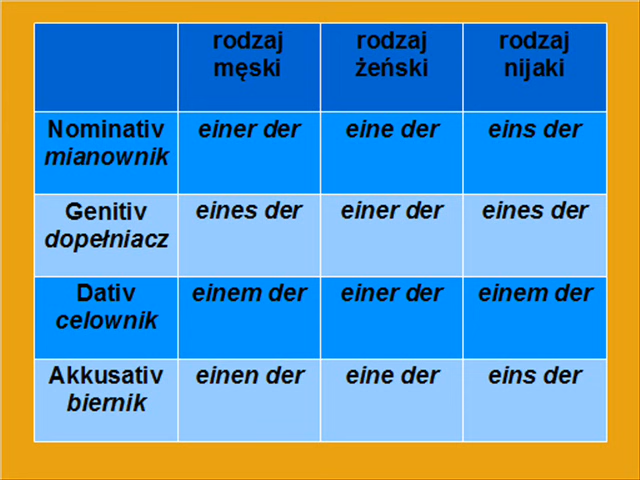 rodzaj męski rodzaj żeński rodzaj nijaki
Nominativ mianownik einer der eine der eins der
Genitiv dopełniacz eines der einer der eines der
Dativ celownik einem der einer der einem der
Akkusativ biernik einen der eine der eins der